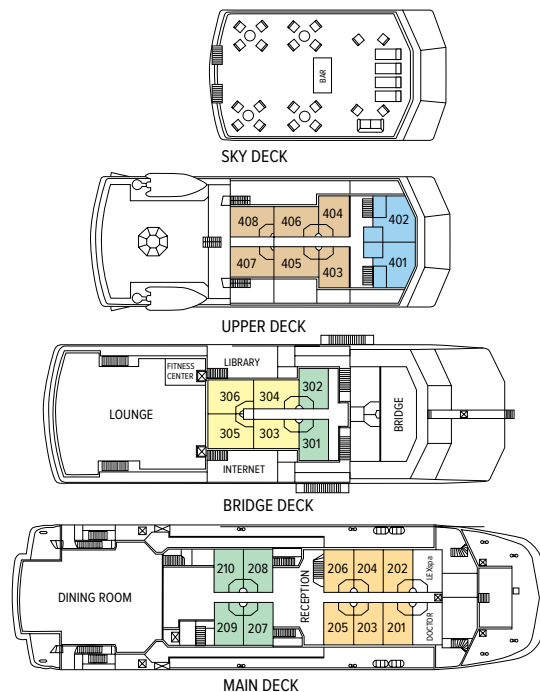 BAR
SKY DECK
408 406 404 402
407 405 403 401
UPPER DECK
LIBRARY
FITNESS
CENTER
306 304 302
LOUNGE
BRIDGE
305 303 301
INTERNET
BRIDGE DECK
210 208 206 204 202 LEXspa
DINING ROOM
RECEPTION
209 207 205 203 201 DOCTOR
MAIN DECK